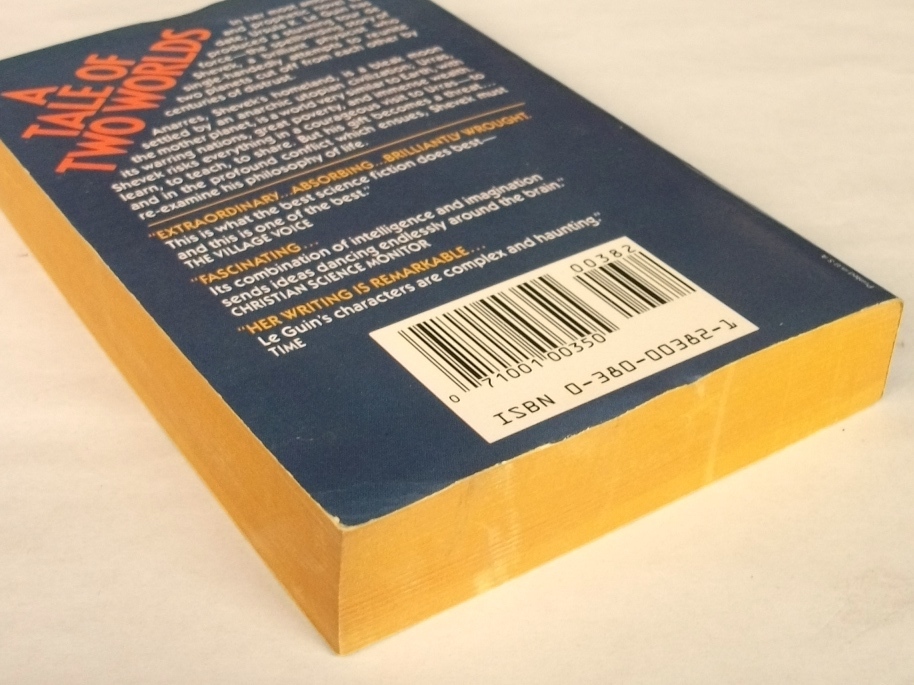 A
TALE OF
TWO WORLDS
centuries of distrust.
Anarres, Shevek's homeland, is a bleak moon
settled by an anarchic utopian civilization; Urras,
the mother planet, is a world very similar to Earth, with
its warring nations, great poverty, and immense wealth.
Shevek risks everything in a courageous visit to Urras—to
learn, to teach, to share. But his gift becomes a threat...
and in the profound conflict which ensues, Shevek must
re-examine his philosophy of life.
"EXTRAORDINARY...ABSORBING...BRILLIANTLY WROUGHT.
This is what the best science fiction does best—
and this is one of the best."
THE VILLAGE VOICE
"FASCINATING...
Its combination of intelligence and imagination
sends ideas dancing endlessly around the brain."
CHRISTIAN SCIENCE MONITOR
"HER WRITING IS REMARKABLE...
Le Guin's characters are complex and haunting."
TIME
00382
0 71001 00350
ISBN 0-380-00382-1